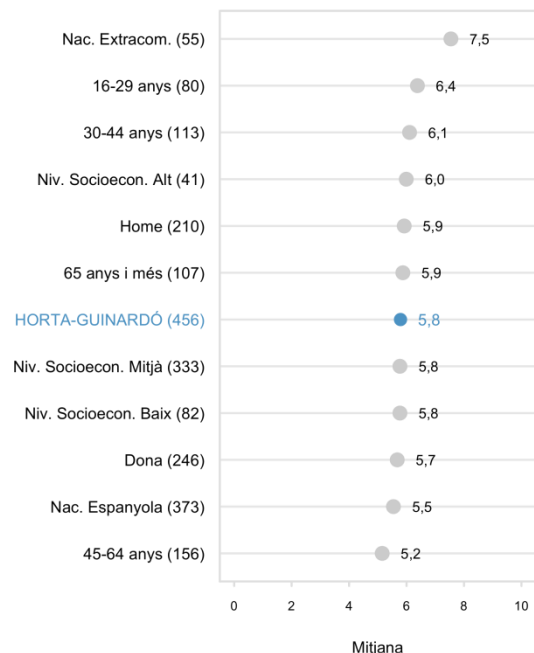 Nac. Extracom. (55) 7,5
16-29 anys (80) 6,4
30-44 anys (113) 6,1
Niv. Socioecon. Alt (41) 6,0
Home (210) 5,9
65 anys i més (107) 5,9
HORTA-GUINARDÓ (456) 5,8
Niv. Socioecon. Mitjà (333) 5,8
Niv. Socioecon. Baix (82) 5,8
Dona (246) 5,7
Nac. Espanyola (373) 5,5
45-64 anys (156) 5,2
0 2 4 6 8 10
Mitiana